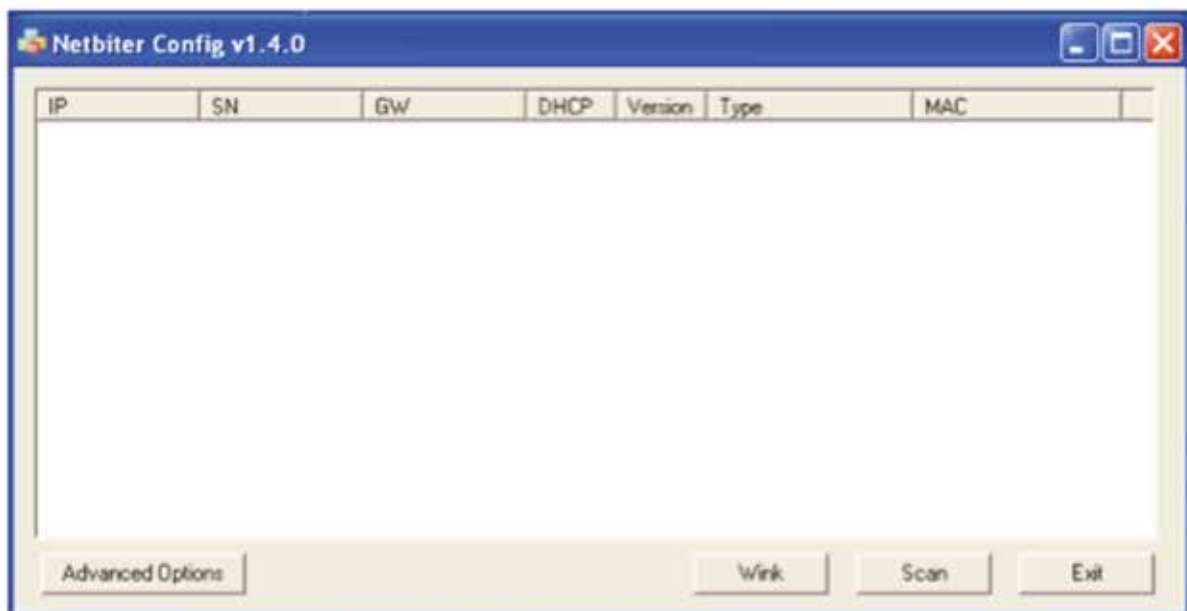 Netbiter Config v1.4.0
IP SN GW DHCP Version Type MAC
Advanced Options Wink Scan Exit